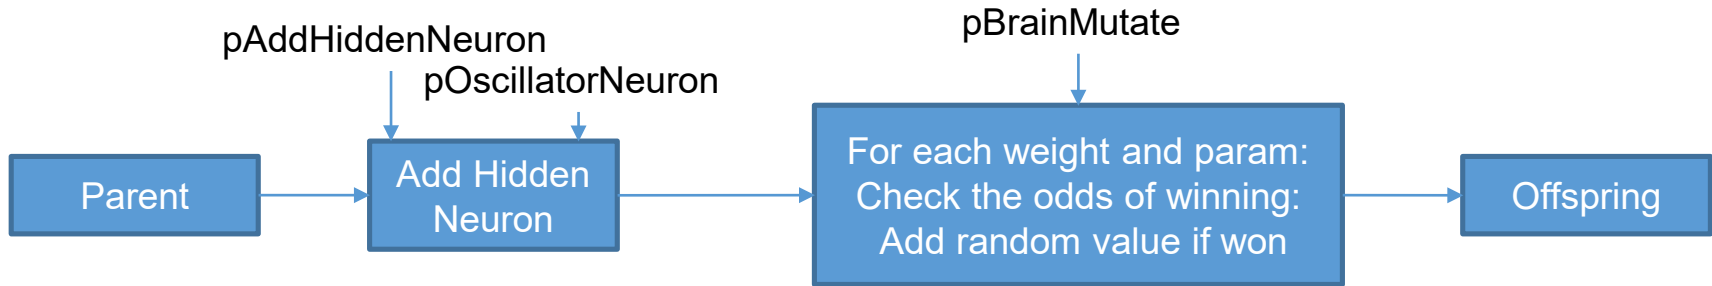 pAddHiddenNeuron
pOscillatorNeuron
pBrainMutate
Parent
Add Hidden
Neuron
For each weight and param:
Check the odds of winning:
Add random value if won
Offspring